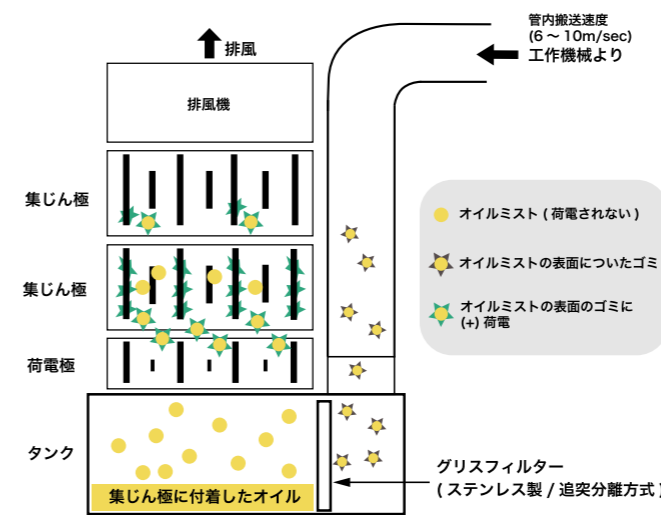 管内搬送速度
(6 ~ 10m/sec)
工作機械より
排風
排風機
集じん極
集じん極
荷電極
タンク
オイルミスト ( 荷電されない )
オイルミストの表面についたゴミ
オイルミストの表面のゴミに
(+) 荷電
集じん極に付着したオイル
グリスフィルター
( ステンレス製 / 追突分離方式 )